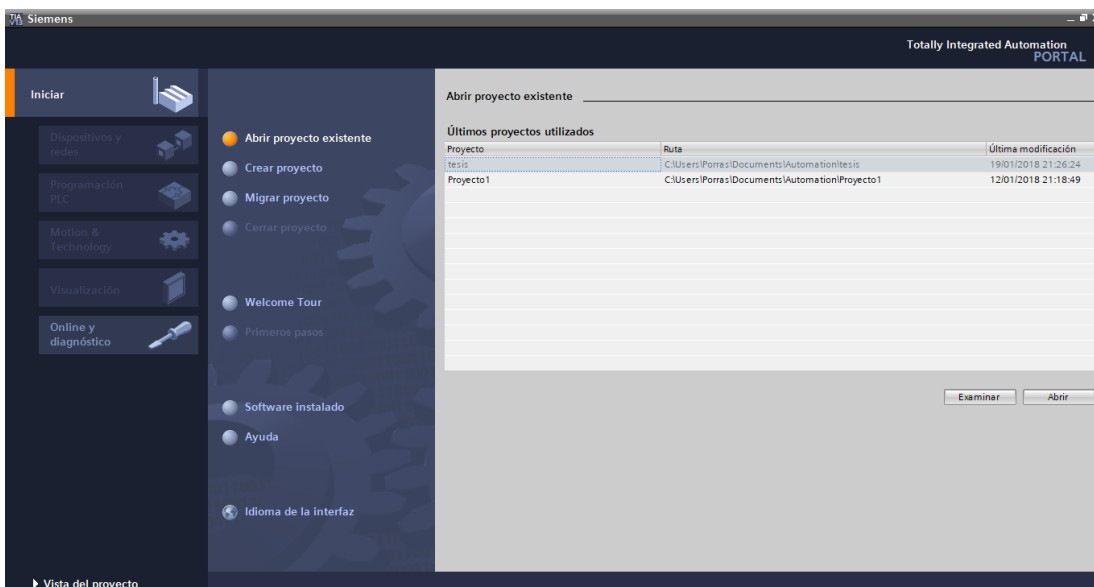 TIA V13 Siemens
Totally Integrated Automation
PORTAL
Iniciar
Dispositivos y
redes
Programación
PLC
Motion &
Technology
Visualización
Online y
diagnóstico
Vista del proyecto
Abrir proyecto existente
Crear proyecto
Migrar proyecto
Cerrar proyecto
Welcome Tour
Primeros pasos
Software instalado
Ayuda
Idioma de la interfaz
Abrir proyecto existente
Últimos proyectos utilizados
Proyecto Ruta Última modificación
tesis C:\Users\Porras\Documents\Automation\tesis 19/01/2018 21:26:24
Proyecto1 C:\Users\Porras\Documents\Automation\Proyecto1 12/01/2018 21:18:49
Examinar Abrir